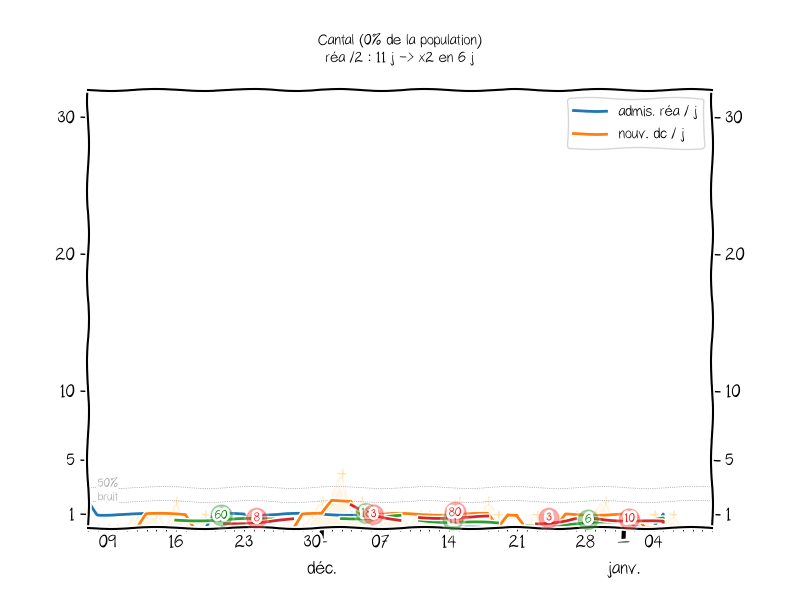 Cantal (0% de la population)
réa /2 : 11 j -> x2 en 6 j
admis. réa / j
nouv. dc / j
30 30
20 20
10 10
5 5
50%
bruit
1 1
60 8 3 80 3 6 10
09 16 23 30 07 14 21 28 04
déc. janv.